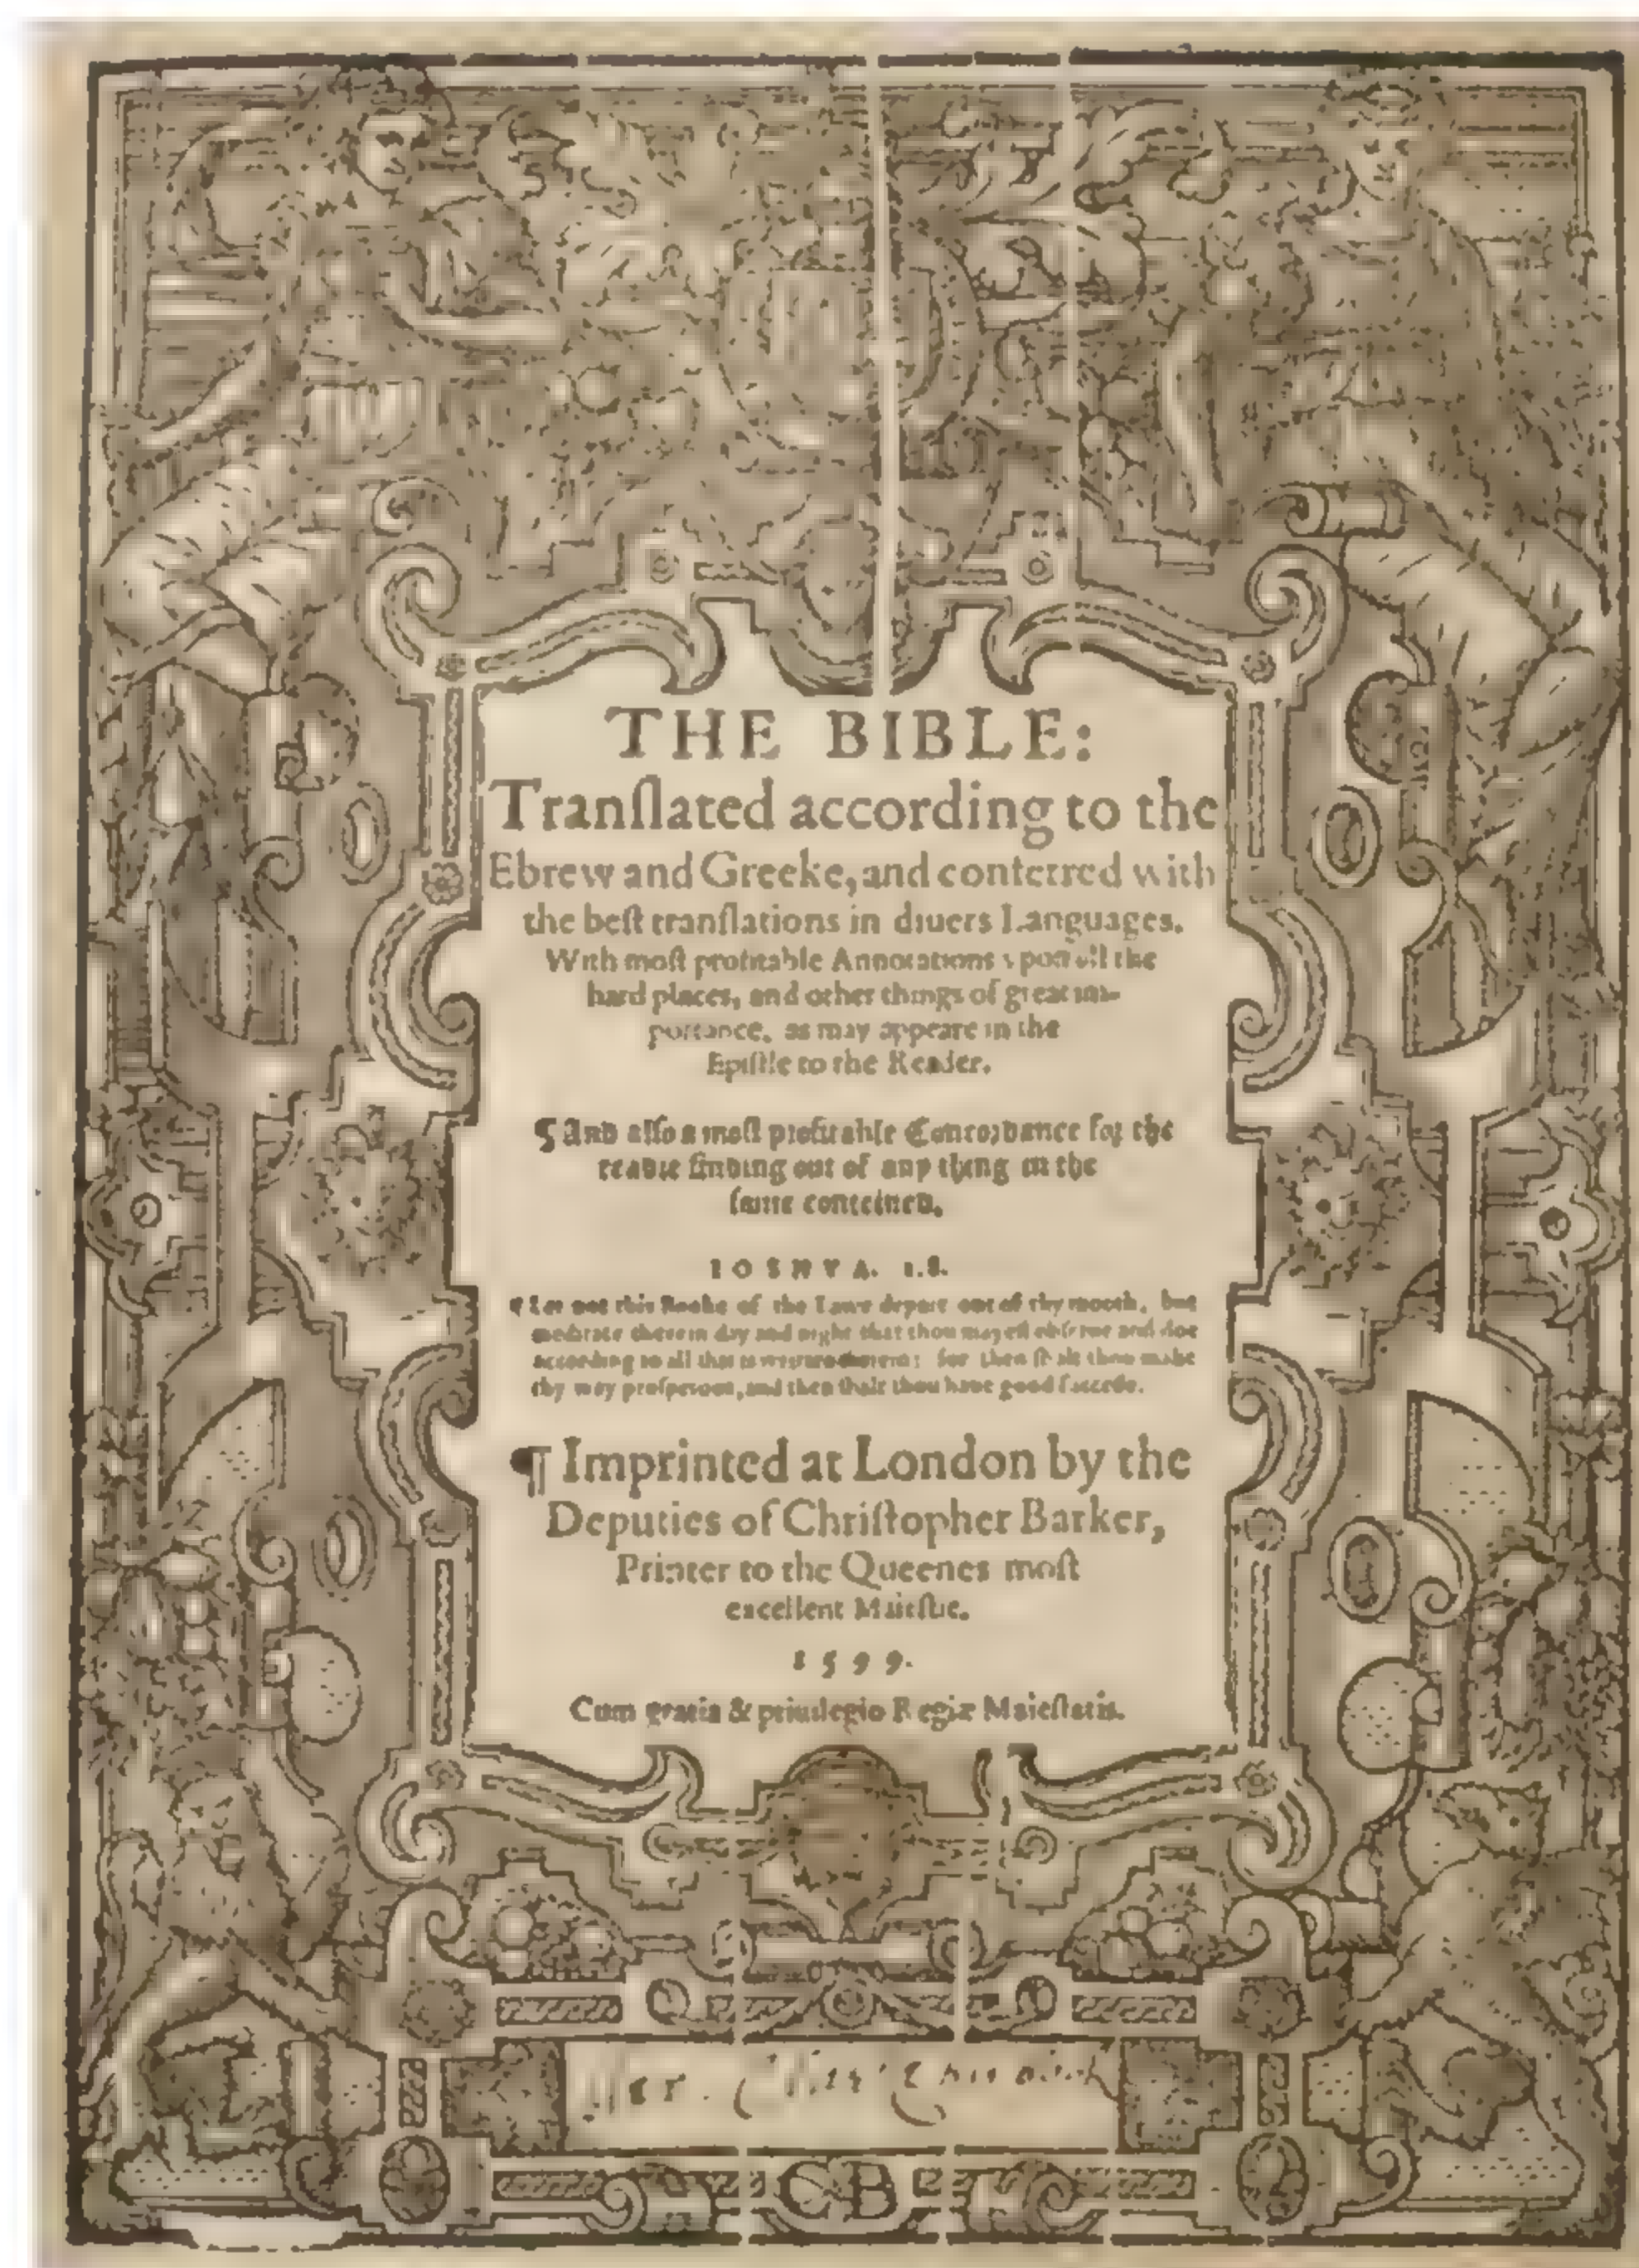 THE BIBLE:
Tranſlated according to the
Ebrew and Greeke, and conferred with
the beſt tranſlations in diuers Languages.
With moſt profitable Annotations vpon all the
hard places, and other things of great im-
portance, as may appeare in the
Epiſtle to the Reader.
¶ And alſo a moſt profitable Concordance for the
readie finding out of any thing in the
ſame conteined.
IOSHVA. 1.8.
¶ Let not this Booke of the Lawe depart out of thy mouth, but
meditate therein day and night that thou mayeſt obſerue and doe
according to all that is written therein: for then ſhalt thou make
thy way proſperous, and then ſhalt thou haue good ſucceſſe.
¶ Imprinted at London by the
Deputies of Chriſtopher Barker,
Printer to the Queenes moſt
excellent Maieſtie.
1599.
Cum gratia & priuilegio Regiæ Maieſtatis.
CB